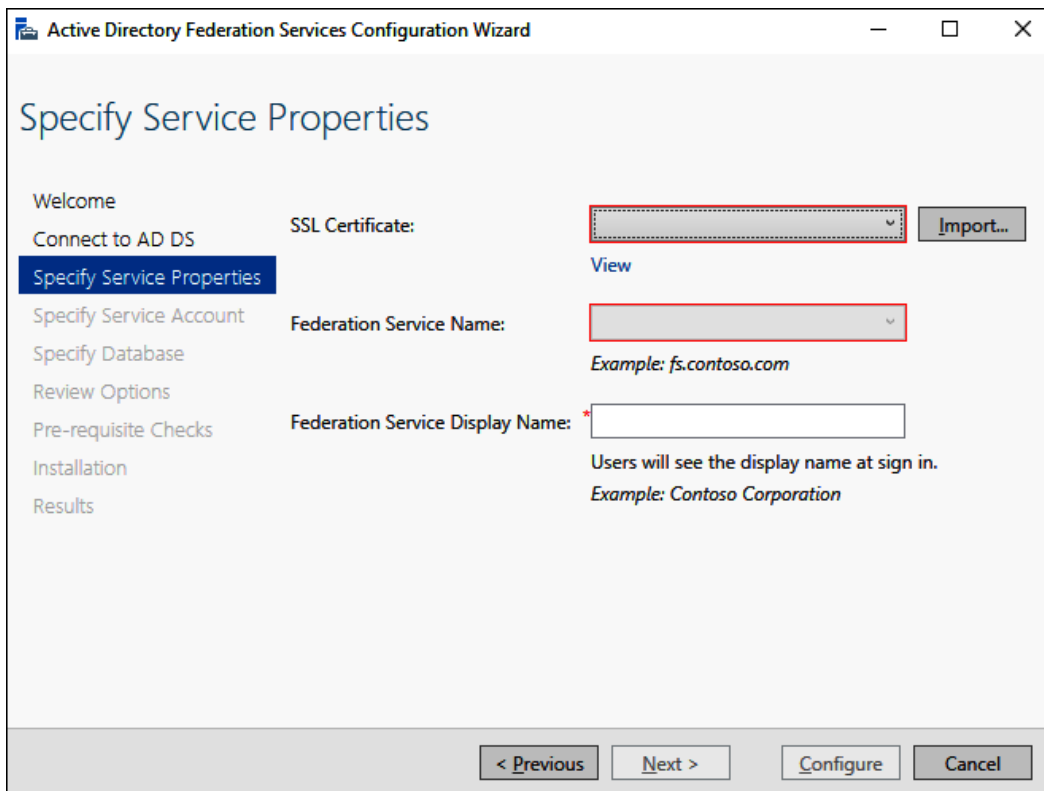 Active Directory Federation Services Configuration Wizard
Specify Service Properties
Welcome
Connect to AD DS
Specify Service Properties
Specify Service Account
Specify Database
Review Options
Pre-requisite Checks
Installation
Results
SSL Certificate:
Import...
View
Federation Service Name:
Example: fs.contoso.com
Federation Service Display Name: *
Users will see the display name at sign in.
Example: Contoso Corporation
< Previous
Next >
Configure
Cancel